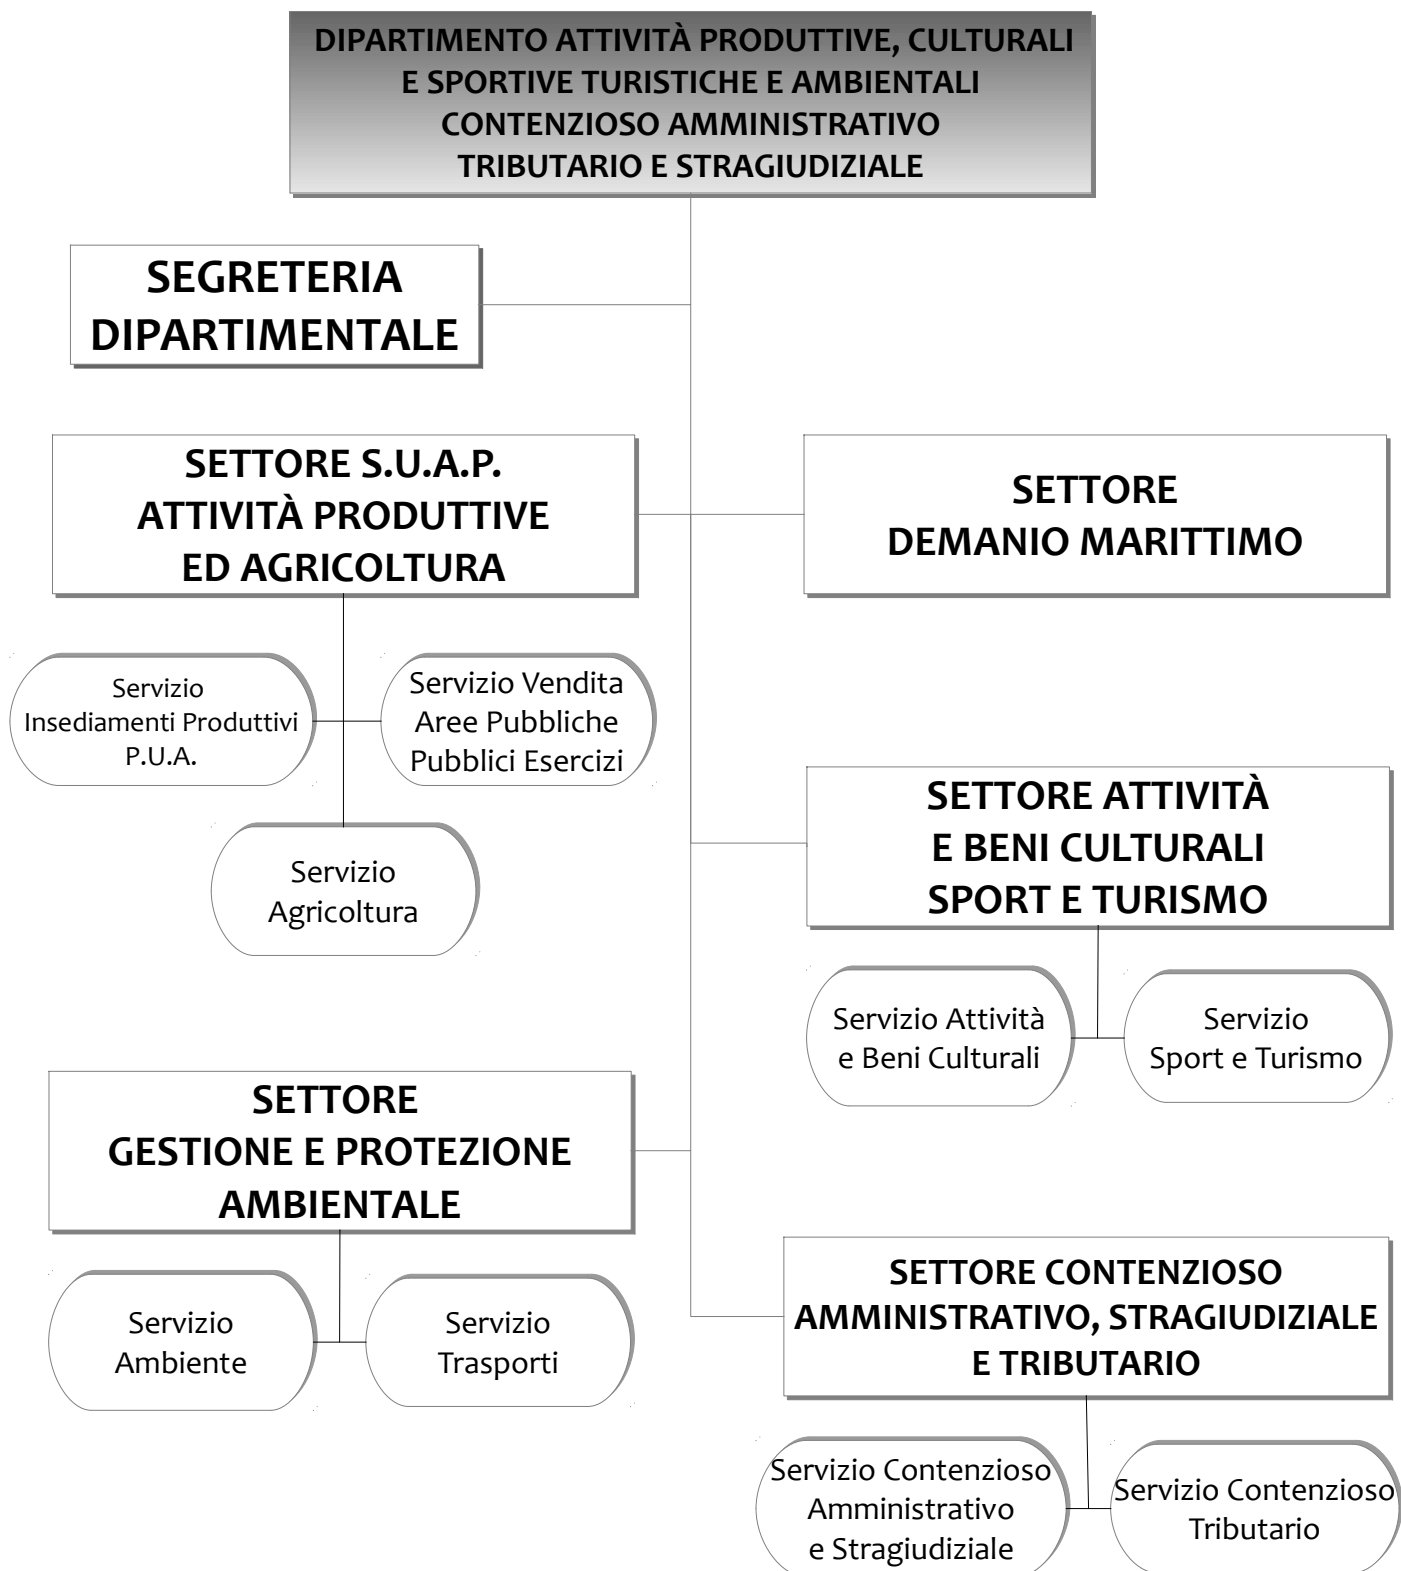 DIPARTIMENTO ATTIVITÀ PRODUTTIVE, CULTURALI
E SPORTIVE TURISTICHE E AMBIENTALI
CONTENZIOSO AMMINISTRATIVO
TRIBUTARIO E STRAGIUDIZIALE
SEGRETERIA
DIPARTIMENTALE
SETTORE S.U.A.P.
ATTIVITÀ PRODUTTIVE
ED AGRICOLTURA
SETTORE
DEMANIO MARITTIMO
Servizio
Insediamenti Produttivi
P.U.A.
Servizio Vendita
Aree Pubbliche
Pubblici Esercizi
Servizio
Agricoltura
SETTORE ATTIVITÀ
E BENI CULTURALI
SPORT E TURISMO
Servizio Attività
e Beni Culturali
Servizio
Sport e Turismo
SETTORE
GESTIONE E PROTEZIONE
AMBIENTALE
Servizio
Ambiente
Servizio
Trasporti
SETTORE CONTENZIOSO
AMMINISTRATIVO, STRAGIUDIZIALE
E TRIBUTARIO
Servizio Contenzioso
Amministrativo
e Stragiudiziale
Servizio Contenzioso
Tributario